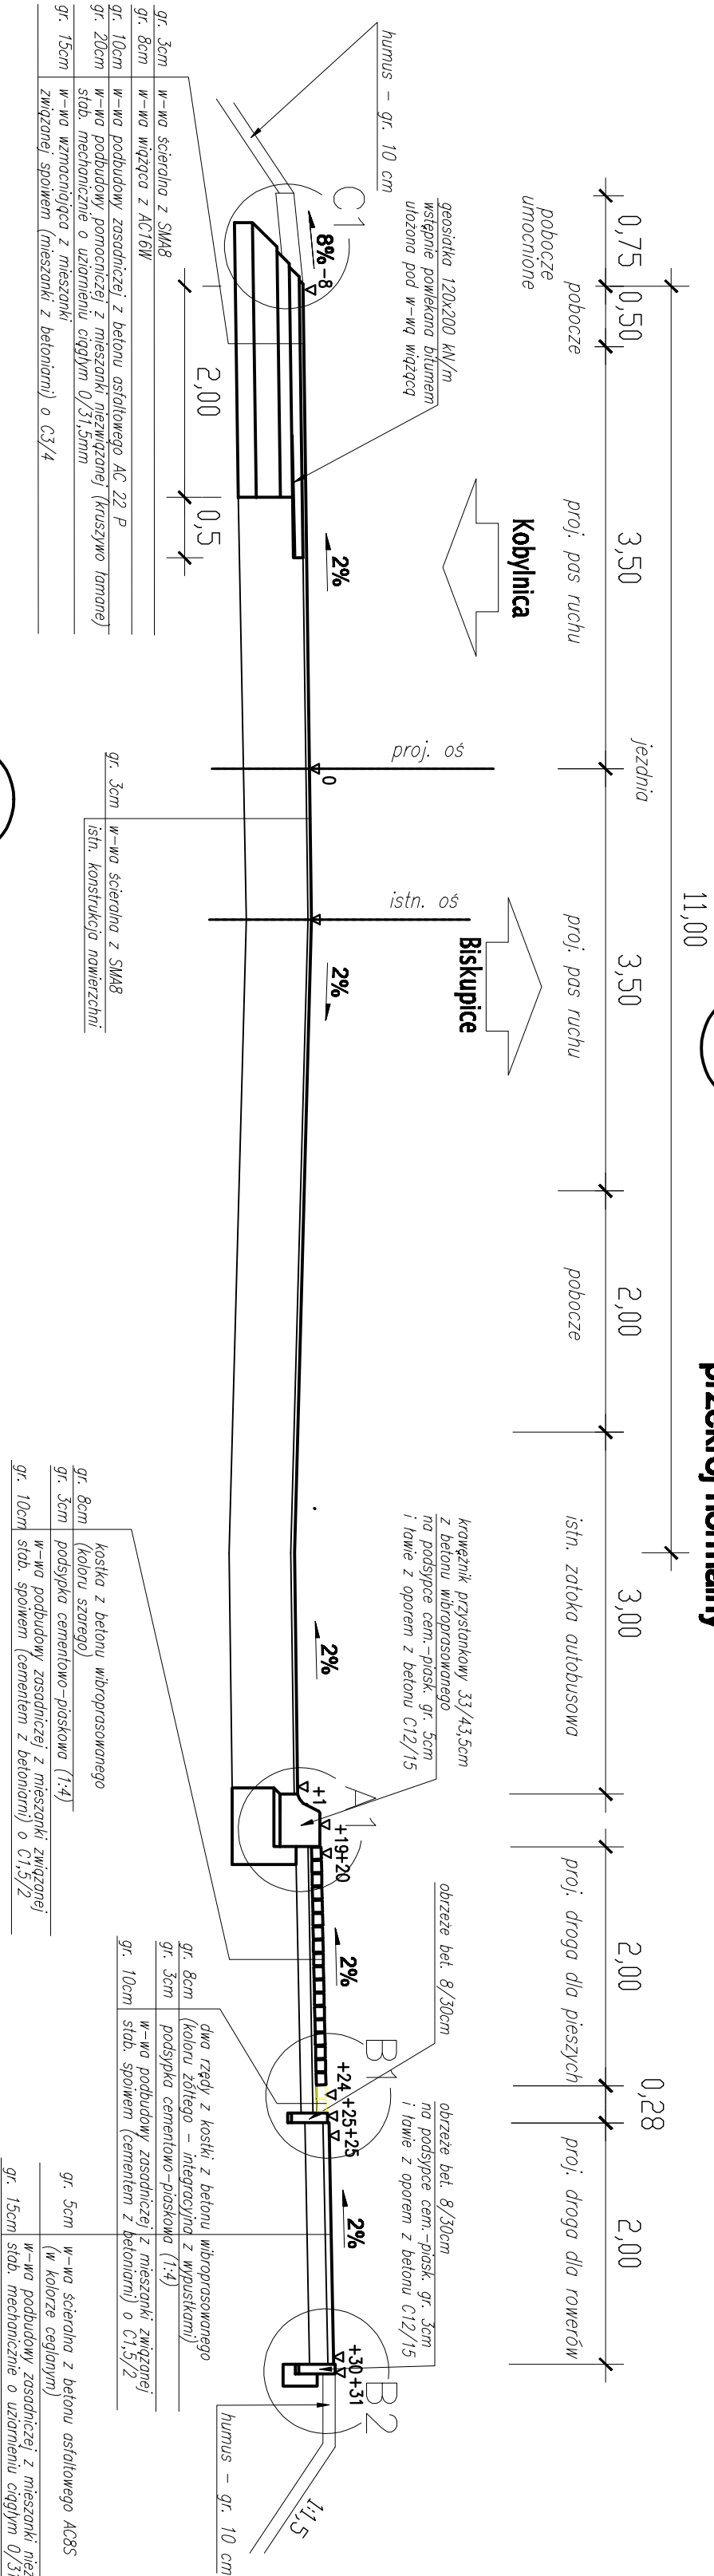 przekrój normalny
11,00
0,75
0,50
3,50
3,50
2,00
3,00
2,00
0,28
2,00
jezdnia
pobocze
umocnione
pobocze
proj. pas ruchu
proj. pas ruchu
pobocze
istn. zatoka autobusowa
proj. droga dla pieszych
proj. droga dla rowerów
Kobylnica
Biskupice
humus - gr. 10 cm
geosiatka 120x200 kN/m
wstępnie powlekana bitumem
ułożona pod w-wą wiążącą
proj. oś
istn. oś
krawężnik przystankowy 33/43,5cm
z betonu wibroprasowanego
na podsypce cem.-piask. gr. 5cm
i ławie z oporem z betonu C12/15
obrzeże bet. 8/30cm
obrzeże bet. 8/30cm
na podsypce cem.-piask. gr. 3cm
i ławie z oporem z betonu C12/15
C1
A1
B1
B2
8%
-8
2%
0
2%
2%
+1
+19
+20
2%
+24
+25
+25
2%
+30
+31
1:1,5
2,00
0,5
humus - gr. 10 cm
gr. 3cm w-wa ścieralna z SMA8
gr. 8cm w-wa wiążąca z AC16W
gr. 10cm w-wa podbudowy zasadniczej z betonu asfaltowego AC 22 P
gr. 20cm w-wa podbudowy pomocniczej z mieszanki niezwiązanej (kruszywo łamane)
stab. mechanicznie o uziarnieniu ciągłym 0/31,5mm
gr. 15cm w-wa wzmacniająca z mieszanki
związanej spoiwem (mieszanki z betoniarni) o C3/4
gr. 3cm w-wa ścieralna z SMA8
istn. konstrukcja nawierzchni
gr. 8cm kostka z betonu wibroprasowanego
(koloru szarego)
gr. 3cm podsypka cementowo-piaskowa (1:4)
w-wa podbudowy zasadniczej z mieszanki związanej
gr. 10cm stab. spoiwem (cementem z betoniarni) o C1,5/2
gr. 8cm dwa rzędy z kostki z betonu wibroprasowanego
(koloru żółtego - integracyjna z wypustkami)
gr. 3cm podsypka cementowo-piaskowa (1:4)
w-wa podbudowy zasadniczej z mieszanki związanej
gr. 10cm stab. spoiwem (cementem z betoniarni) o C1,5/2
gr. 5cm w-wa ścieralna z betonu asfaltowego AC8S
(w kolorze ceglanym)
w-wa podbudowy zasadniczej z mieszanki
gr. 15cm stab. mechanicznie o uziarnieniu ciągłym